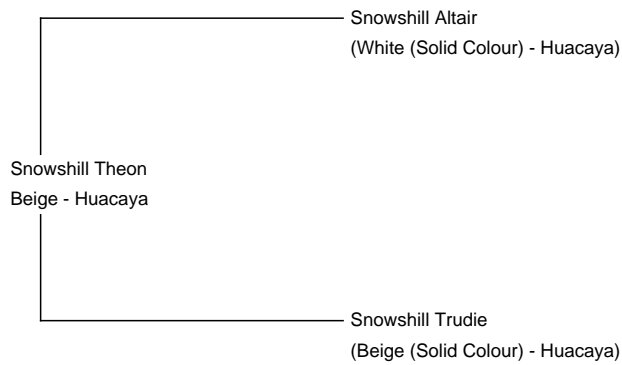 Snowshill Altair
(White (Solid Colour) - Huacaya)
Snowshill Theon
Beige - Huacaya
Snowshill Trudie
(Beige (Solid Colour) - Huacaya)